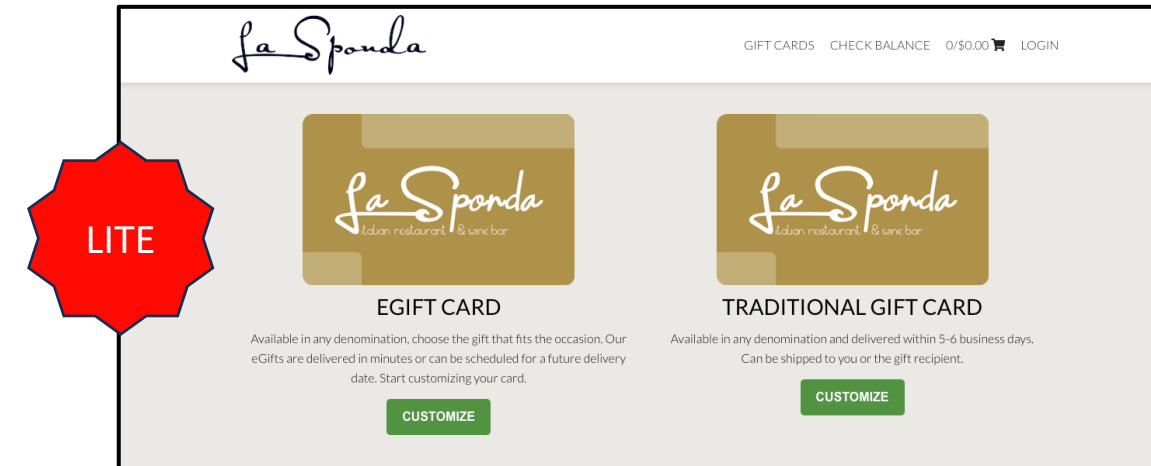 La Sponda
GIFT CARDS CHECK BALANCE 0/$0.00 LOGIN
LITE
La Sponda
italian restaurant & wine bar
EGIFT CARD
Available in any denomination, choose the gift that fits the occasion. Our
eGifts are delivered in minutes or can be scheduled for a future delivery
date. Start customizing your card.
CUSTOMIZE
La Sponda
italian restaurant & wine bar
TRADITIONAL GIFT CARD
Available in any denomination and delivered within 5-6 business days.
Can be shipped to you or the gift recipient.
CUSTOMIZE